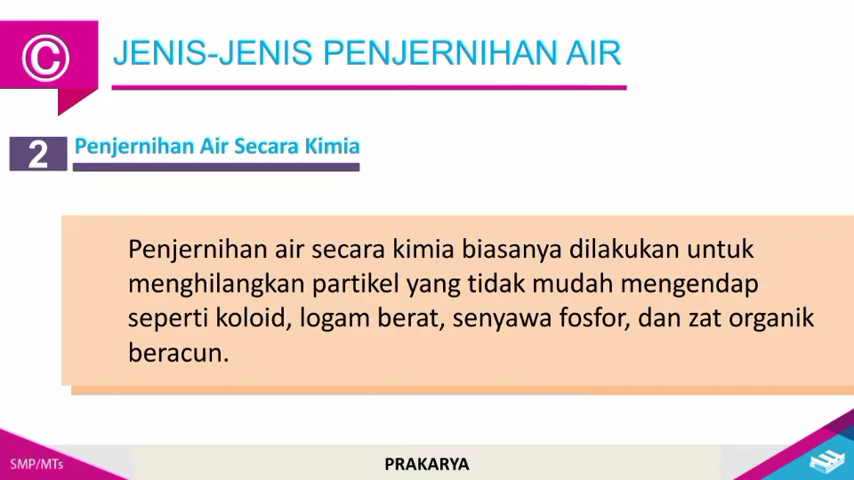 ©
JENIS-JENIS PENJERNIHAN AIR
2
Penjernihan Air Secara Kimia
Penjernihan air secara kimia biasanya dilakukan untuk
menghilangkan partikel yang tidak mudah mengendap
seperti koloid, logam berat, senyawa fosfor, dan zat organik
beracun.
SMP/MTs
PRAKARYA